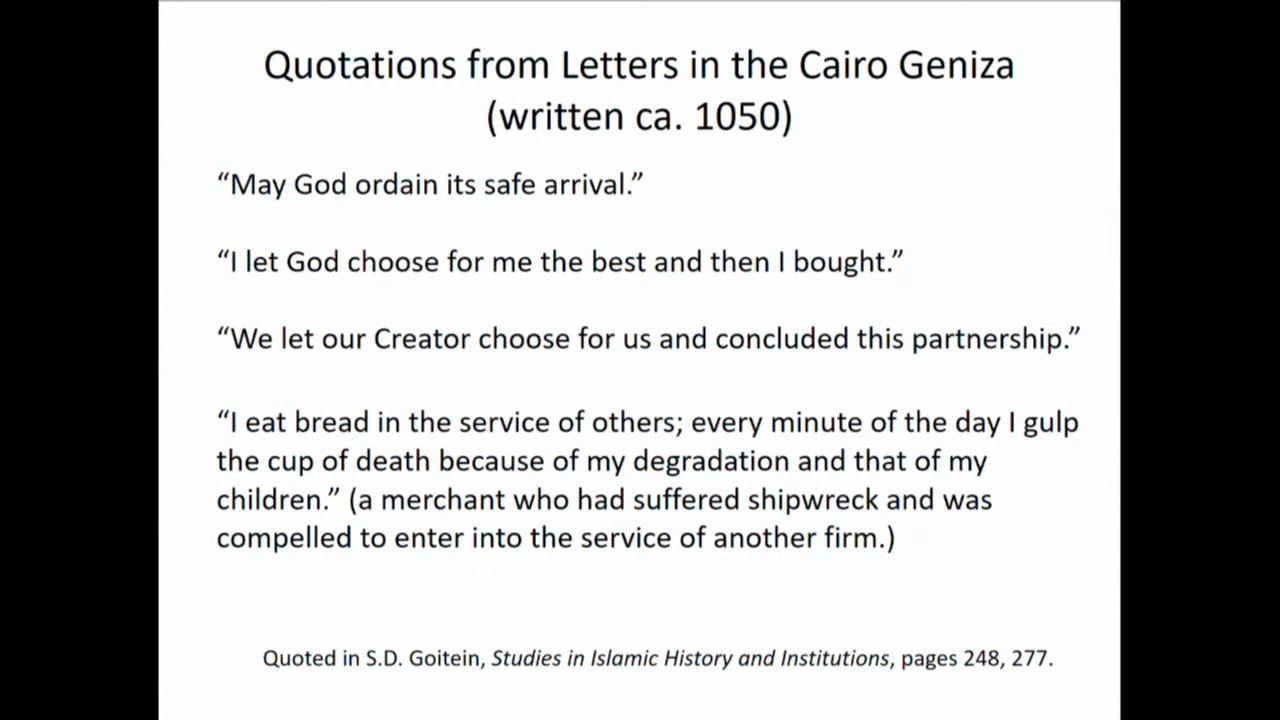 Quotations from Letters in the Cairo Geniza
(written ca. 1050)
“May God ordain its safe arrival.”
“I let God choose for me the best and then I bought.”
“We let our Creator choose for us and concluded this partnership.”
“I eat bread in the service of others; every minute of the day I gulp
the cup of death because of my degradation and that of my
children.” (a merchant who had suffered shipwreck and was
compelled to enter into the service of another firm.)
Quoted in S.D. Goitein, Studies in Islamic History and Institutions, pages 248, 277.